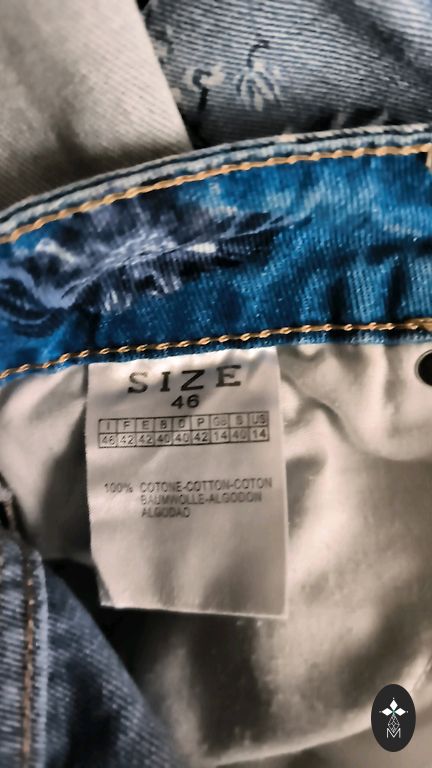 SIZE
46
I F E B D P GB S US
46 42 42 40 40 42 14 40 14
100% COTONE-COTTON-COTON
BAUMWOLLE-ALGODON
ALGODAO
M